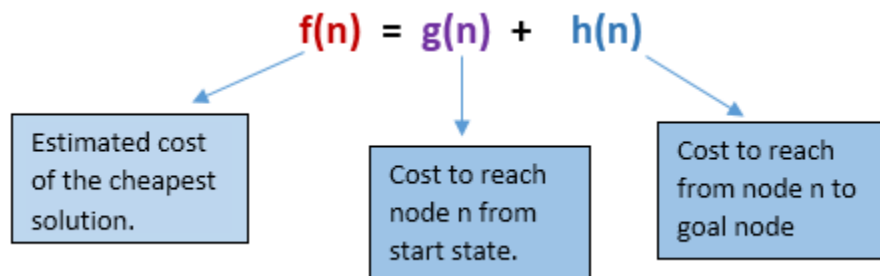 f(n) = g(n) + h(n)
Estimated cost
of the cheapest
solution.
Cost to reach
node n from
start state.
Cost to reach
from node n to
goal node